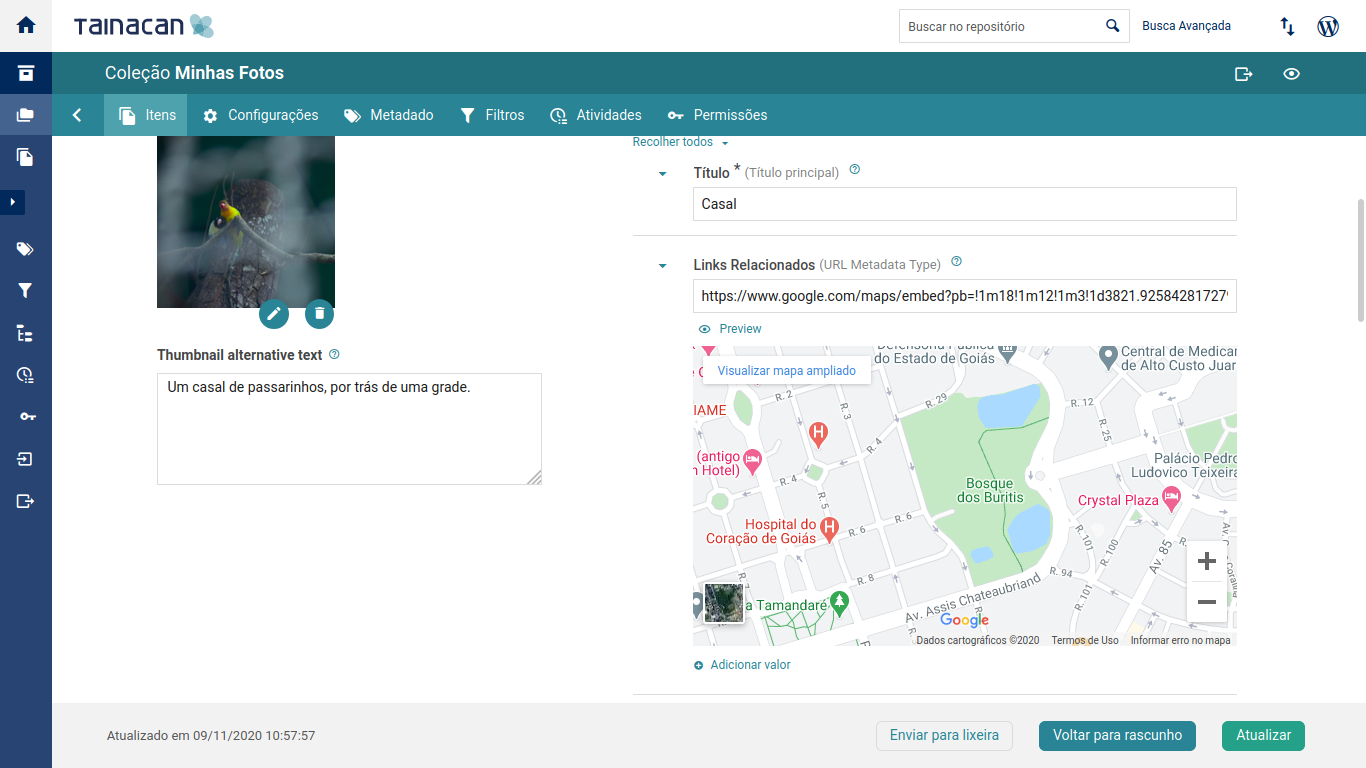 TAINACAN
Buscar no repositório
Busca Avançada
Coleção Minhas Fotos
Itens
Configurações
Metadado
Filtros
Atividades
Permissões
Recolher todos
Título * (Título principal)
Casal
Links Relacionados (URL Metadata Type)
https://www.google.com/maps/embed?pb=!1m18!1m12!1m3!1d3821.92584281727
Preview
Thumbnail alternative text
Um casal de passarinhos, por trás de uma grade.
Visualizar mapa ampliado
do Estado de Goiás
Central de Medicar
de Alto Custo Juar
R. 2
R. 3
R. 29
R. 12
R. 25
IAME
R. 4
(antigo
n Hotel)
R. 4
R. 5
Palácio Pedro
Ludovico Teixeira
Bosque
dos Buritis
Crystal Plaza
Hospital do
Coração de Goiás
R. 6
R. 6
R. 101
R. 100
Av. 85
R. 8
R. 94
R. 101
a Tamandaré
Av. Assis Chateaubriand
Google
Dados cartográficos ©2020
Termos de Uso
Informar erro no mapa
Adicionar valor
Atualizado em 09/11/2020 10:57:57
Enviar para lixeira
Voltar para rascunho
Atualizar